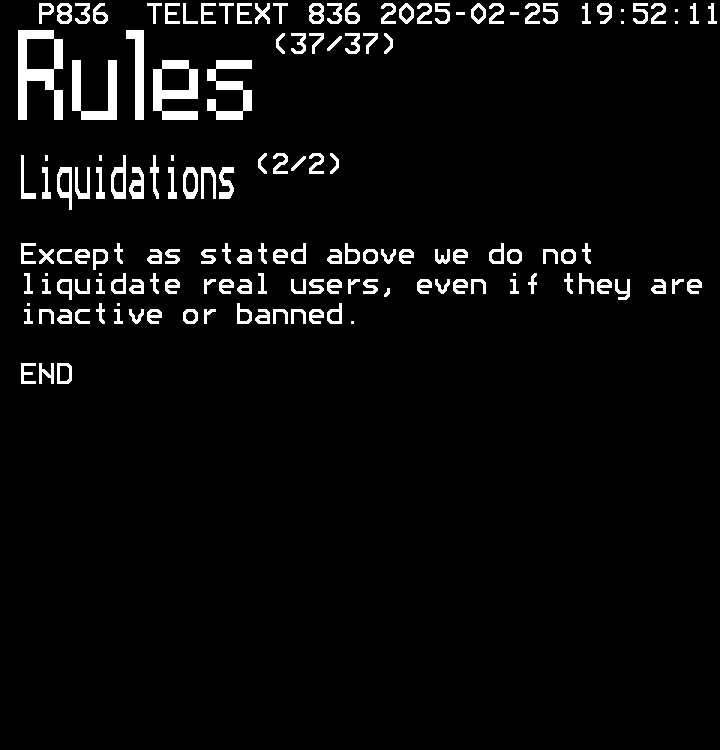 P836 TELETEXT 836 2025-02-25 19:52:11
Rules (37/37)
Liquidations (2/2)
Except as stated above we do not
liquidate real users, even if they are
inactive or banned.
END